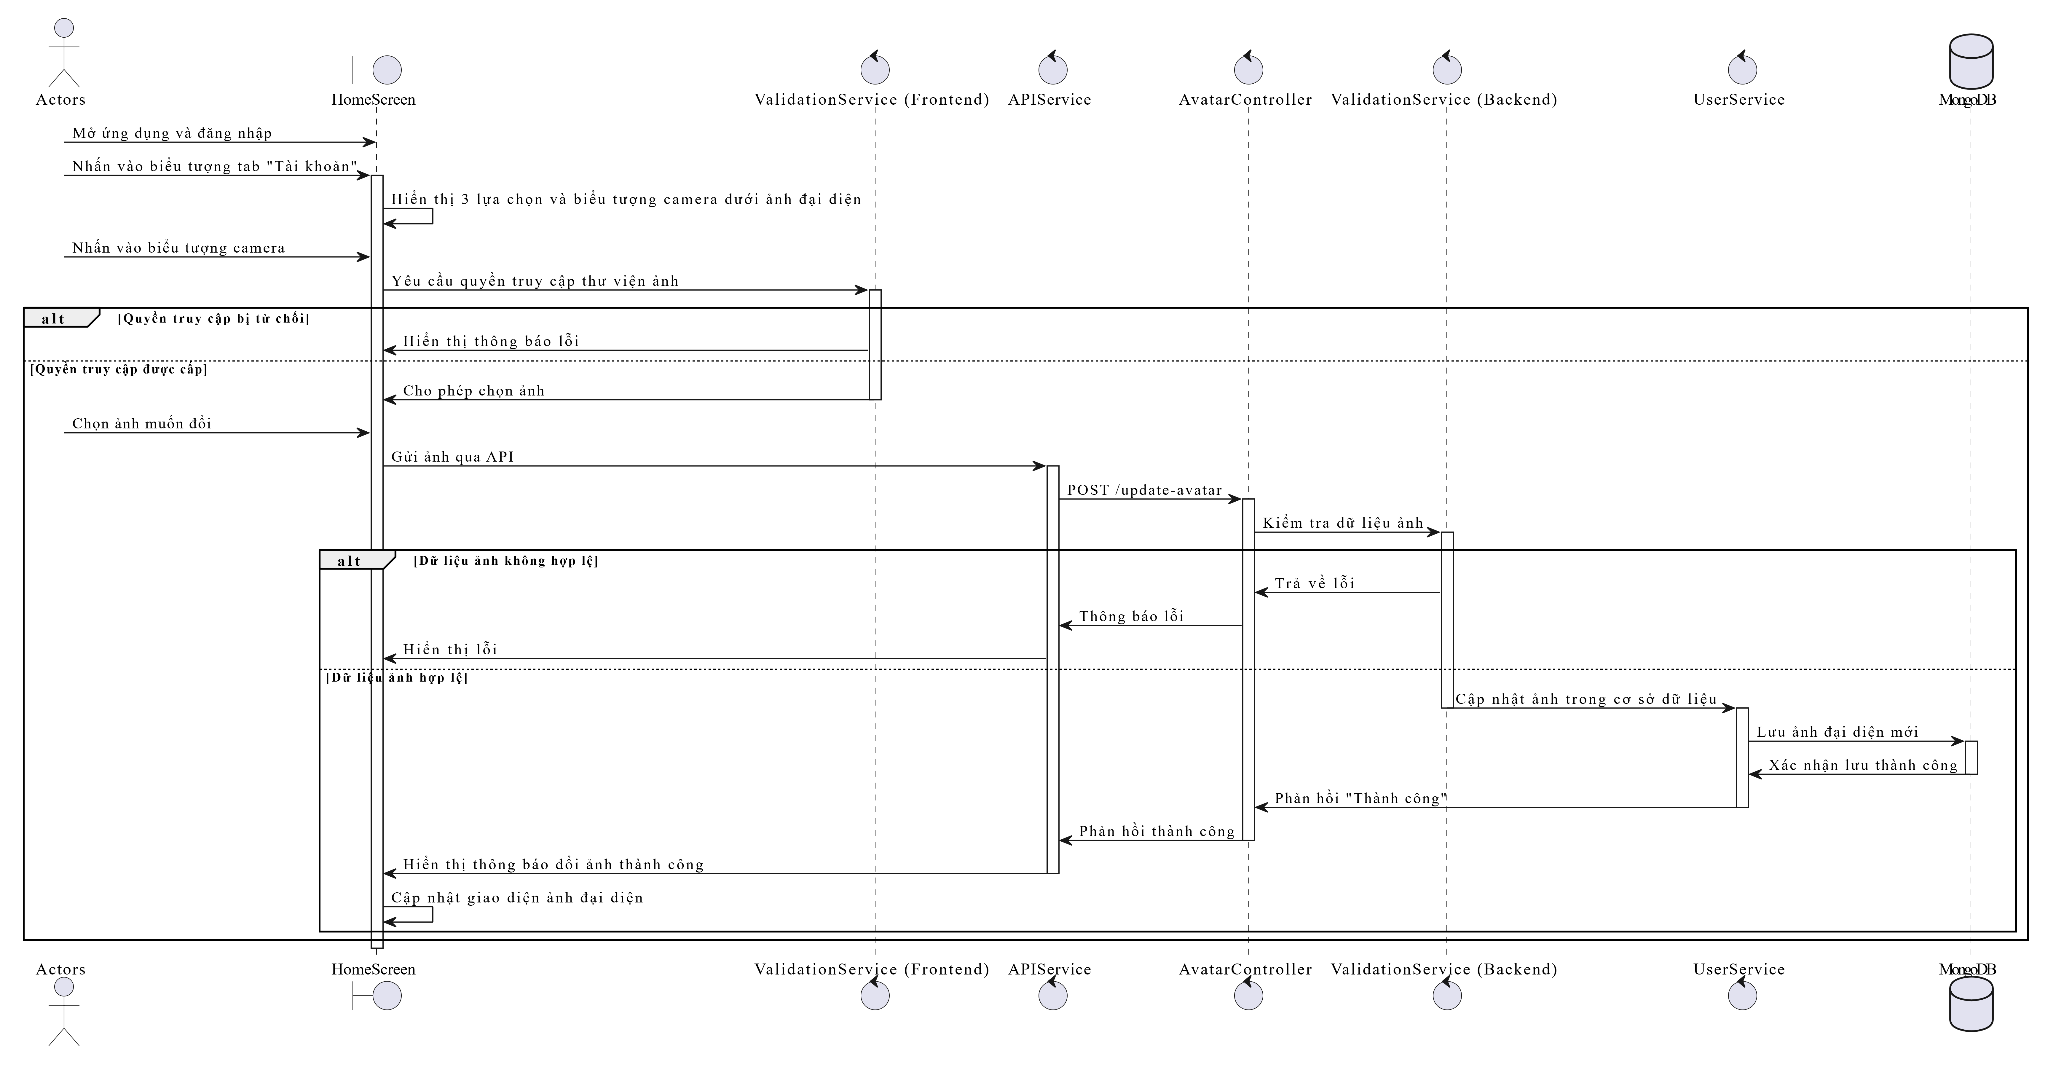 Actors
HomeScreen
ValidationService (Frontend)
APIService
AvatarController
ValidationService (Backend)
UserService
MongoDB
Mở ứng dụng và đăng nhập
Nhấn vào biểu tượng tab "Tài khoản"
Hiển thị 3 lựa chọn và biểu tượng camera dưới ảnh đại diện
Nhấn vào biểu tượng camera
Yêu cầu quyền truy cập thư viện ảnh
alt
[Quyền truy cập bị từ chối]
Hiển thị thông báo lỗi
[Quyền truy cập được cấp]
Cho phép chọn ảnh
Chọn ảnh muốn đổi
Gửi ảnh qua API
POST /update-avatar
Kiểm tra dữ liệu ảnh
alt
[Dữ liệu ảnh không hợp lệ]
Trả về lỗi
Thông báo lỗi
Hiển thị lỗi
[Dữ liệu ảnh hợp lệ]
Cập nhật ảnh trong cơ sở dữ liệu
Lưu ảnh đại diện mới
Xác nhận lưu thành công
Phản hồi "Thành công"
Phản hồi thành công
Hiển thị thông báo đổi ảnh thành công
Cập nhật giao diện ảnh đại diện
Actors
HomeScreen
ValidationService (Frontend)
APIService
AvatarController
ValidationService (Backend)
UserService
MongoDB